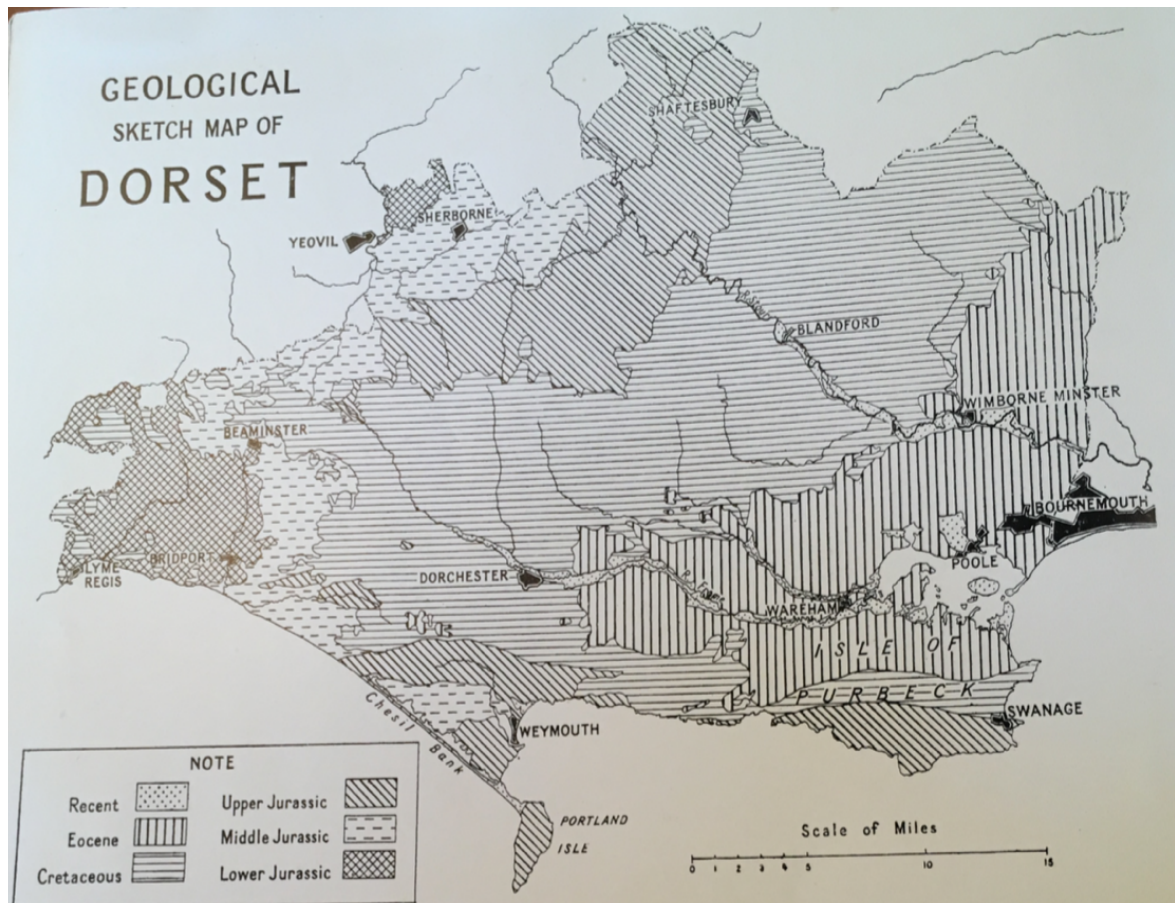 GEOLOGICAL
SKETCH MAP OF
DORSET
SHAFTESBURY
SHERBORNE
YEOVIL
R. Stour
BLANDFORD
WIMBORNE MINSTER
BEAMINSTER
BOURNEMOUTH
BRIDPORT
LYME
REGIS
DORCHESTER
POOLE
R. Frome
WAREHAM
ISLE OF
PURBECK
SWANAGE
Chesil Bank
WEYMOUTH
PORTLAND
ISLE
NOTE
Recent
Upper Jurassic
Eocene
Middle Jurassic
Cretaceous
Lower Jurassic
Scale of Miles
0 1 2 3 4 5 10 15